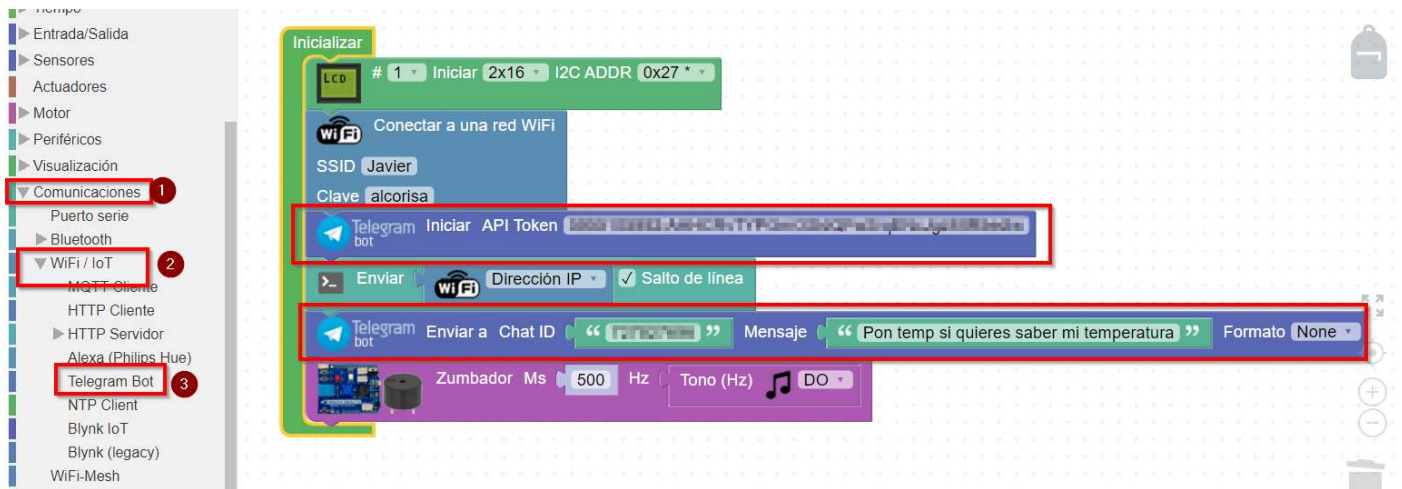 Tiempo
Entrada/Salida
Sensores
Actuadores
Motor
Periféricos
Visualización
Comunicaciones 1
Puerto serie
Bluetooth
WiFi / IoT 2
MQTT Cliente
HTTP Cliente
HTTP Servidor
Alexa (Philips Hue)
Telegram Bot 3
NTP Client
Blynk IoT
Blynk (legacy)
WiFi-Mesh
Inicializar
LCD # 1 Iniciar 2x16 I2C ADDR 0x27 *
WiFi Conectar a una red WiFi
SSID Javier
Clave alcorisa
Telegram bot Iniciar API Token
Enviar WiFi Dirección IP Salto de línea
Telegram bot Enviar a Chat ID “ ” Mensaje “ Pon temp si quieres saber mi temperatura ” Formato None
Zumbador Ms 500 Hz Tono (Hz) DO